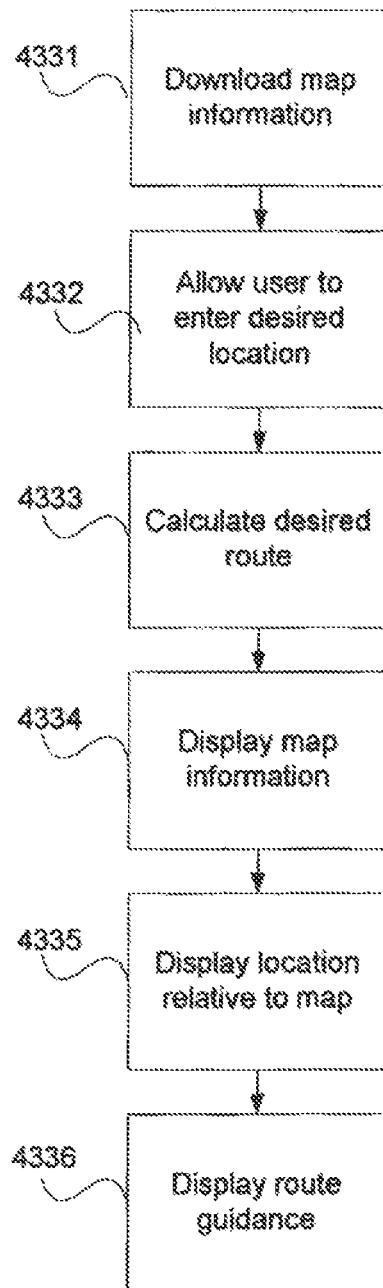 4331
Download map
information
4332
Allow user to
enter desired
location
4333
Calculate desired
route
4334
Display map
information
4335
Display location
relative to map
4336
Display route
guidance